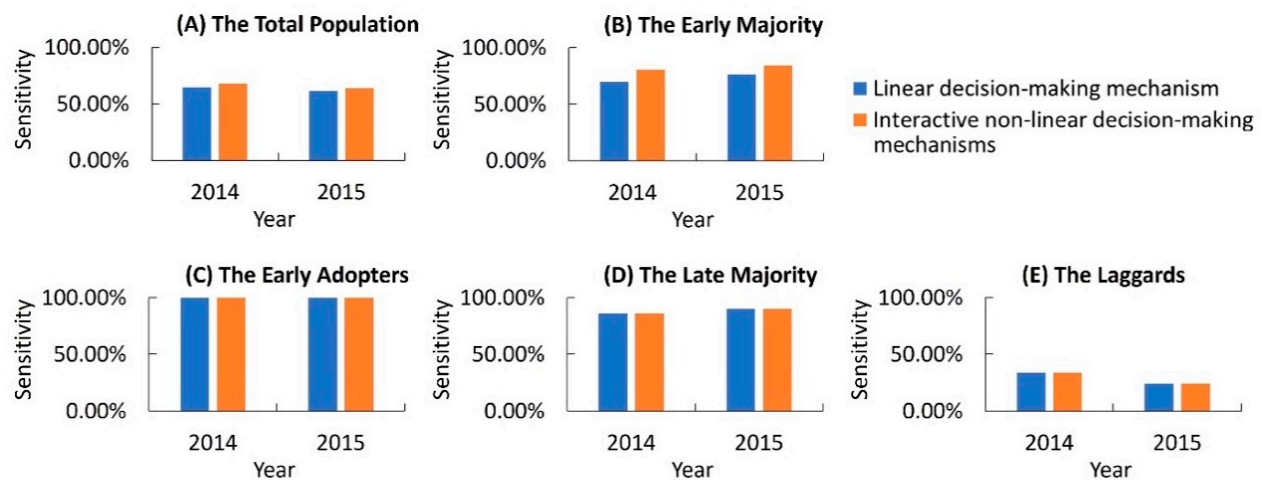 (A) The Total Population
100.00%
50.00%
0.00%
Sensitivity
2014 2015
Year
(B) The Early Majority
100.00%
50.00%
0.00%
Sensitivity
2014 2015
Year
Linear decision-making mechanism
Interactive non-linear decision-making
mechanisms
(C) The Early Adopters
100.00%
50.00%
0.00%
Sensitivity
2014 2015
Year
(D) The Late Majority
100.00%
50.00%
0.00%
Sensitivity
2014 2015
Year
(E) The Laggards
100.00%
50.00%
0.00%
Sensitivity
2014 2015
Year